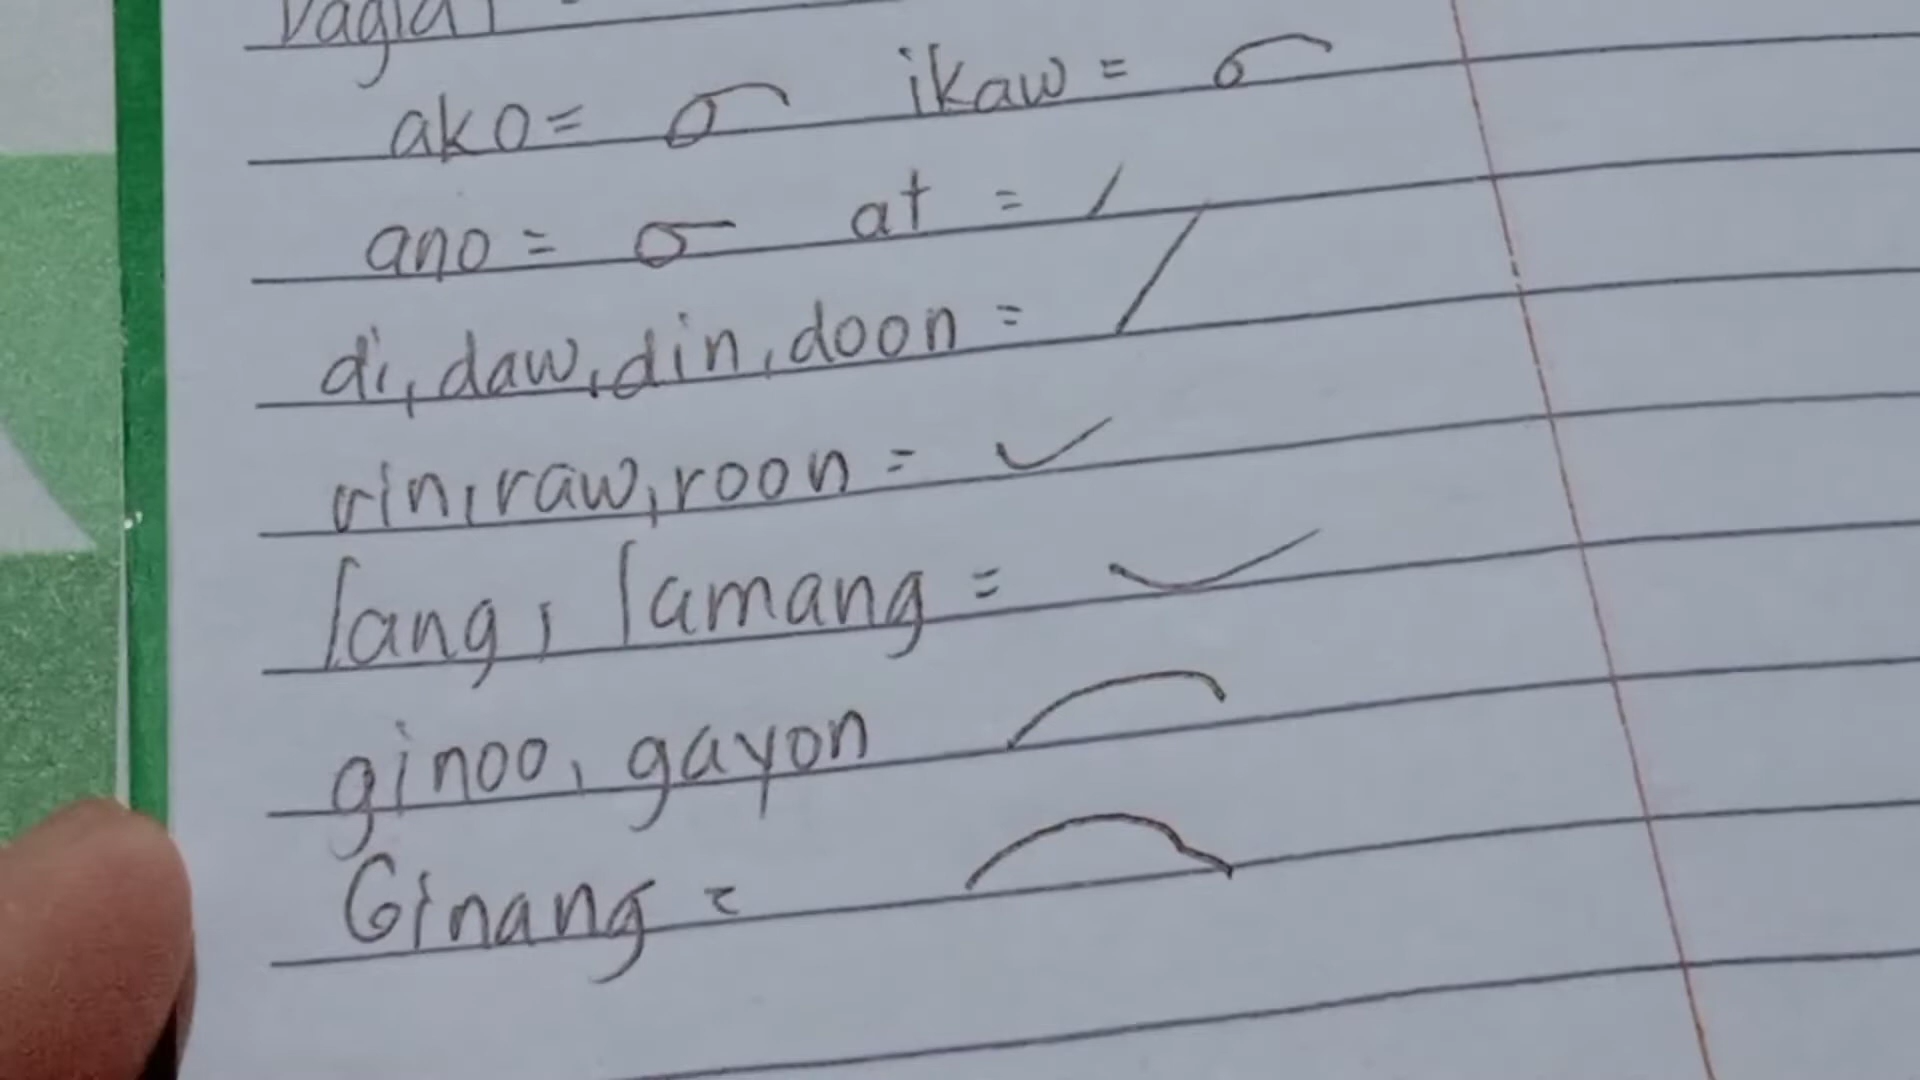 ako = ikaw =
ano = at =
di, daw, din, doon =
rin, raw, roon =
lang, lamang =
ginoo, gayon
Ginang =